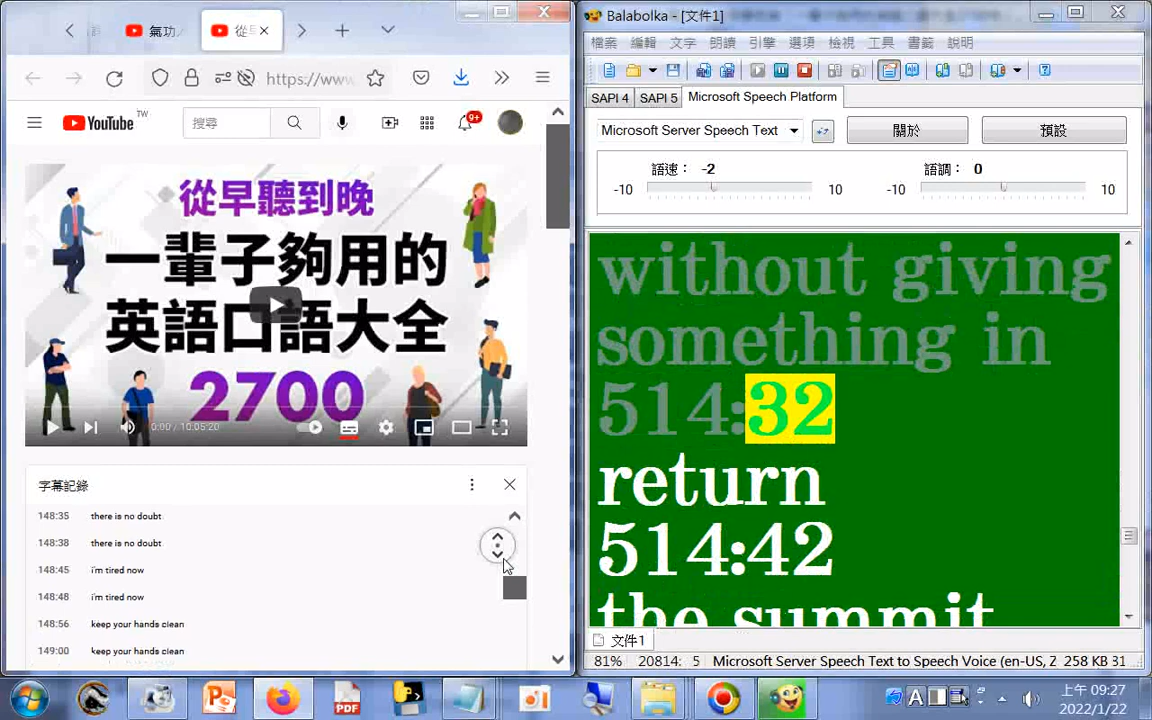 氣功
從
https://www.
YouTube TW
搜尋
9+
從早聽到晚
一輩子夠用的
英語口語大全
2700
0:00 / 10:05:20
字幕記錄
148:35 there is no doubt
148:38 there is no doubt
148:45 i'm tired now
148:48 i'm tired now
148:56 keep your hands clean
149:00 keep your hands clean
Balabolka - [文件1]
檔案 編輯 文字 朗讀 引擎 選項 檢視 工具 書籤 說明
SAPI 4 SAPI 5 Microsoft Speech Platform
Microsoft Server Speech Text 關於 預設
語速： -2 語調： 0
-10 10 -10 10
without giving
something in
514:32
return
514:42
the summit
文件1
81% 20814: 5 Microsoft Server Speech Text to Speech Voice (en-US, Z 258 KB 31
PDF
A
上午 09:27
2022/1/22